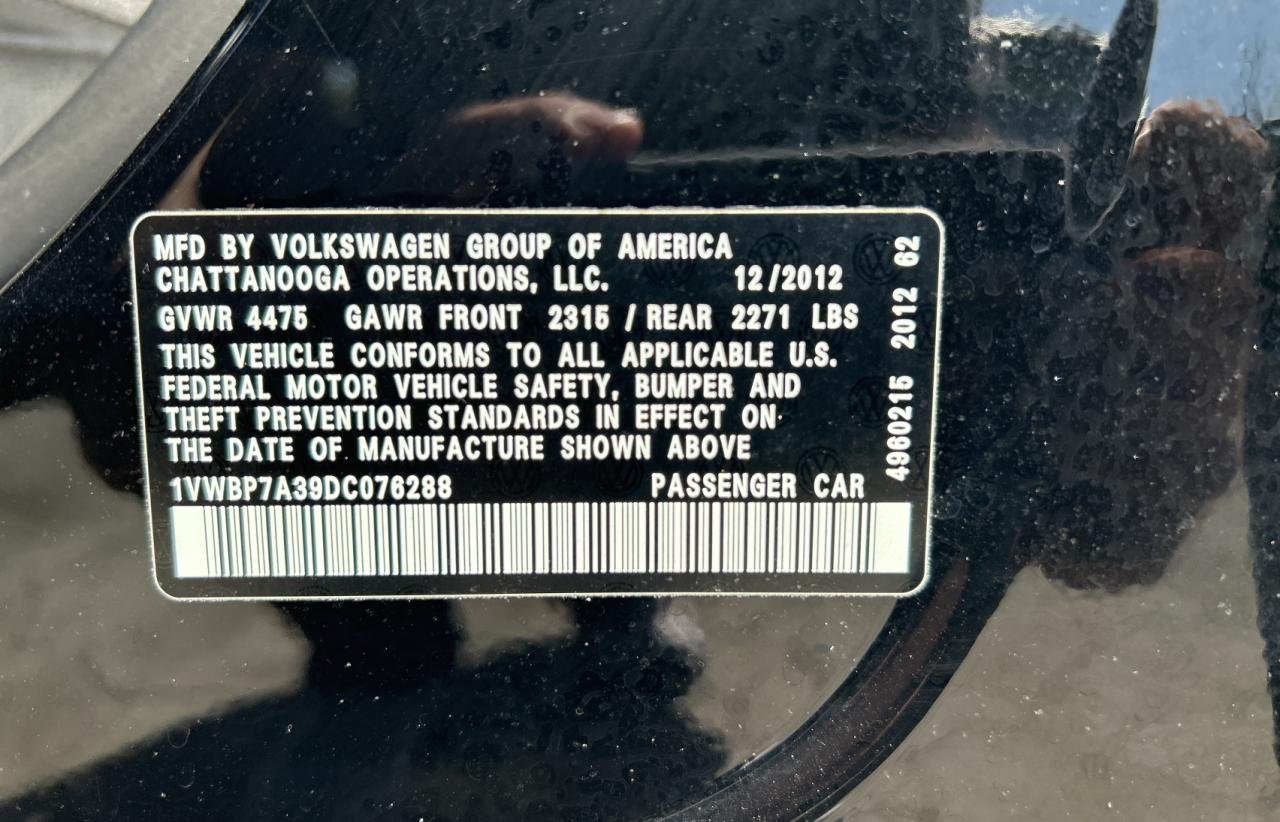 MFD BY VOLKSWAGEN GROUP OF AMERICA
CHATTANOOGA OPERATIONS, LLC. 12/2012
GVWR 4475 GAWR FRONT 2315 / REAR 2271 LBS
THIS VEHICLE CONFORMS TO ALL APPLICABLE U.S.
FEDERAL MOTOR VEHICLE SAFETY, BUMPER AND
THEFT PREVENTION STANDARDS IN EFFECT ON
THE DATE OF MANUFACTURE SHOWN ABOVE
1VWBP7A39DC076288 PASSENGER CAR
4960215 2012 62